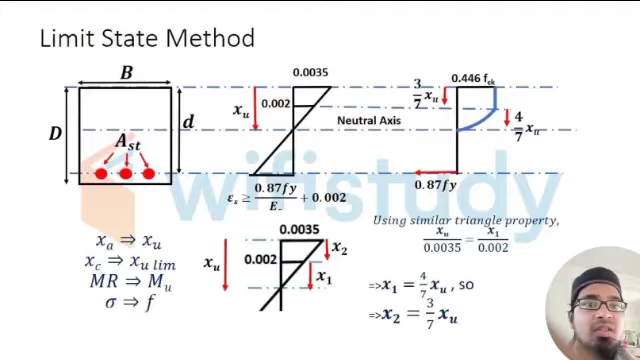 Limit State Method
B
D
d
A_st
0.0035
x_u
0.002
Neutral Axis
ε_s ≥ 0.87fy/E + 0.002
0.446 f_ck
3/7 x_u
4/7 x_u
0.87fy
wifistudy
x_a ⇒ x_u
x_c ⇒ x_u lim
MR ⇒ M_u
σ ⇒ f
0.0035
x_u
0.002
x_2
x_1
Using similar triangle property,
x_u/0.0035 = x_1/0.002
=>x_1 = 4/7 x_u , so
=>x_2 = 3/7 x_u